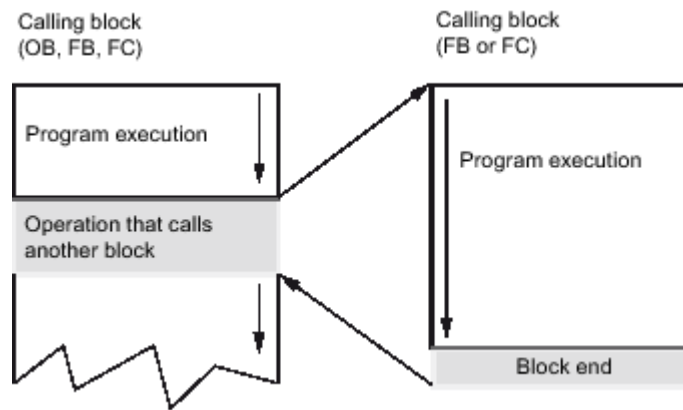 Calling block
(OB, FB, FC)
Calling block
(FB or FC)
Program execution
Program execution
Operation that calls
another block
Block end